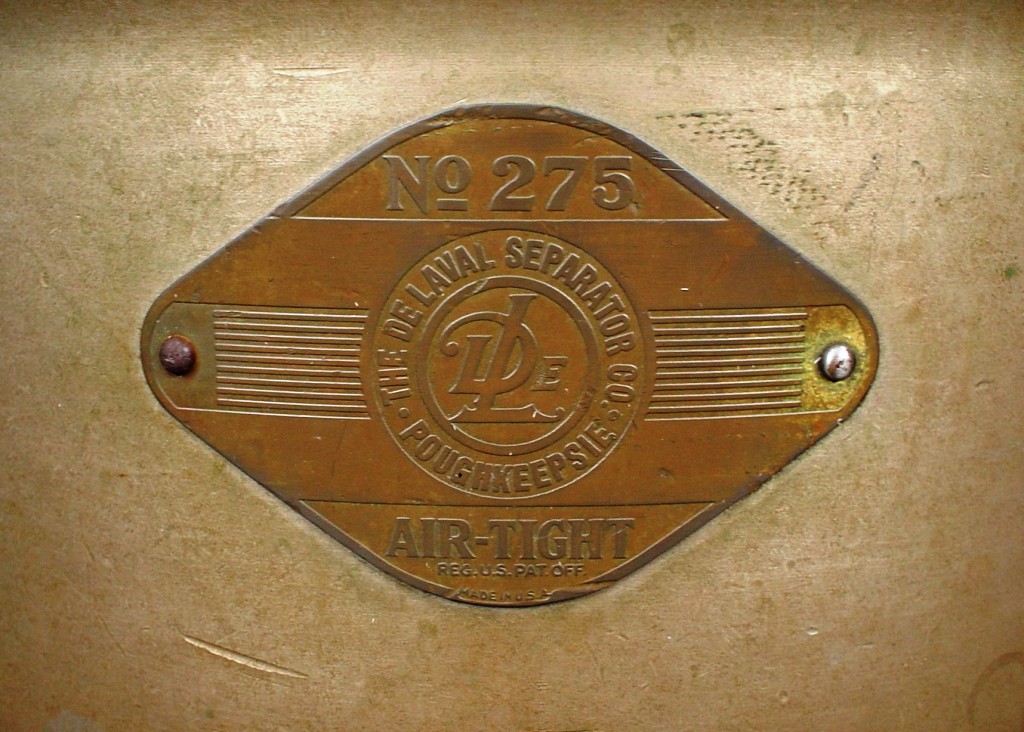 No 275
THE DE LAVAL SEPARATOR CO.
• POUGHKEEPSIE •
DLE
AIR-TIGHT
REG. U.S. PAT. OFF.
MADE IN U.S.A.